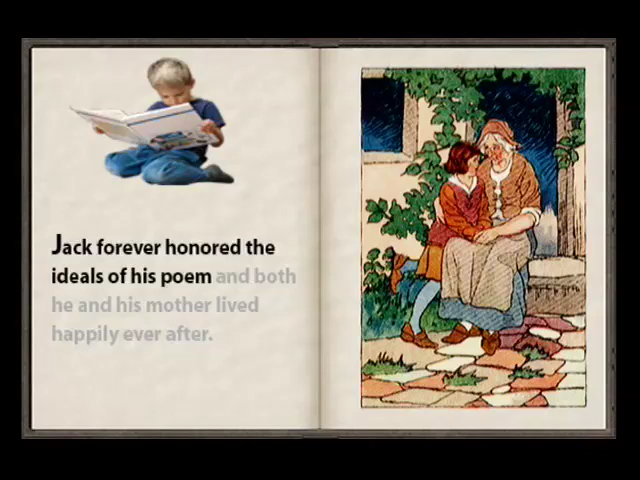 Jack forever honored the
ideals of his poem and both
he and his mother lived
happily ever after.